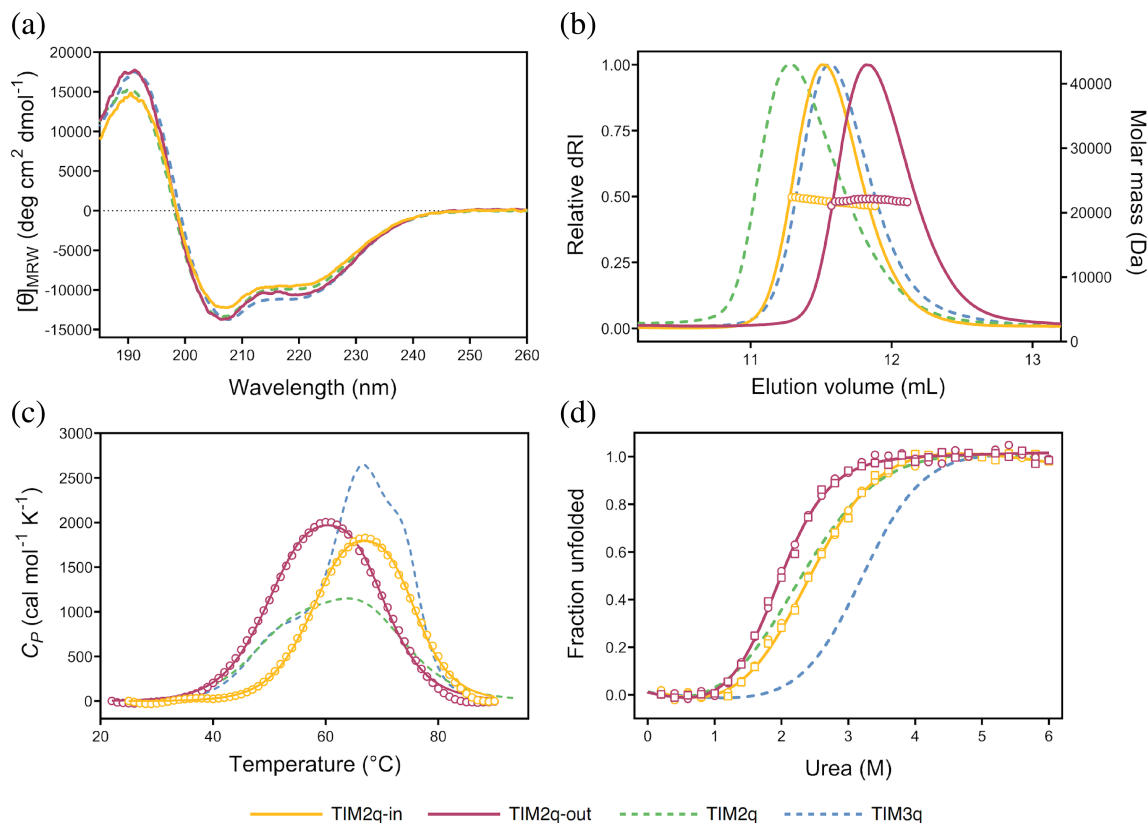 (a)
20000
15000
10000
5000
0
-5000
-10000
-15000
[θ]MRW (deg cm² dmol⁻¹)
190 200 210 220 230 240 250 260
Wavelength (nm)
(b)
1.00
0.75
0.50
0.25
0.00
Relative dRI
40000
30000
20000
10000
0
Molar mass (Da)
11 12 13
Elution volume (mL)
(c)
3000
2500
2000
1500
1000
500
0
CP (cal mol⁻¹ K⁻¹)
20 40 60 80
Temperature (°C)
(d)
1.0
0.8
0.6
0.4
0.2
0.0
Fraction unfolded
0 1 2 3 4 5 6
Urea (M)
TIM2q-in TIM2q-out TIM2q TIM3q